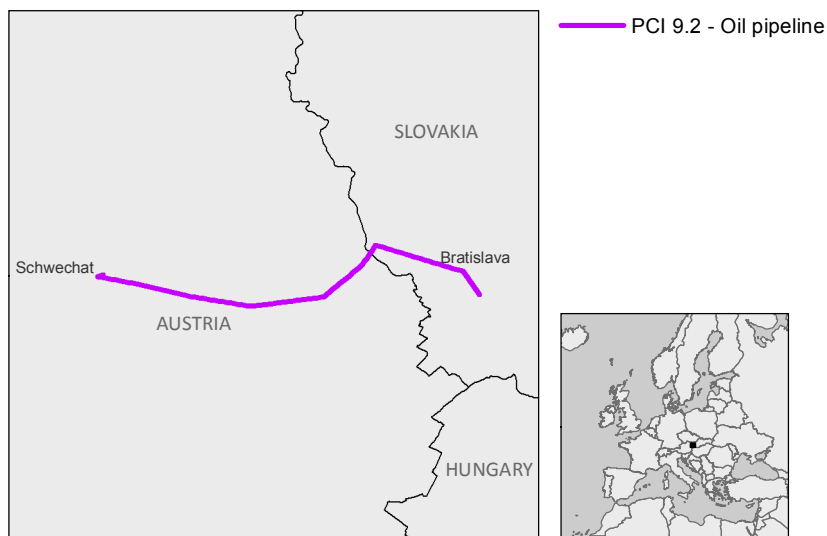 PCI 9.2 - Oil pipeline
SLOVAKIA
Schwechat
Bratislava
AUSTRIA
HUNGARY